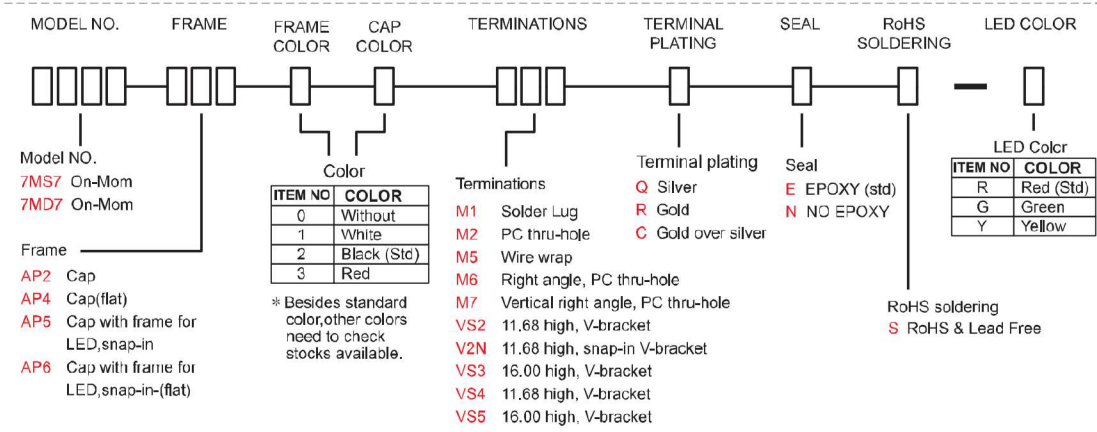 MODEL NO.
FRAME
FRAME
COLOR
CAP
COLOR
TERMINATIONS
TERMINAL
PLATING
SEAL
RoHS
SOLDERING
LED COLOR
Model NO.
7MS7 On-Mom
7MD7 On-Mom
Frame
AP2 Cap
AP4 Cap(flat)
AP5 Cap with frame for
LED,snap-in
AP6 Cap with frame for
LED,snap-in-(flat)
Color
ITEM NO COLOR
0 Without
1 White
2 Black (Std)
3 Red
* Besides standard
color,other colors
need to check
stocks available.
Terminations
M1 Solder Lug
M2 PC thru-hole
M5 Wire wrap
M6 Right angle, PC thru-hole
M7 Vertical right angle, PC thru-hole
VS2 11.68 high, V-bracket
V2N 11.68 high, snap-in V-bracket
VS3 16.00 high, V-bracket
VS4 11.68 high, V-bracket
VS5 16.00 high, V-bracket
Terminal plating
Q Silver
R Gold
C Gold over silver
Seal
E EPOXY (std)
N NO EPOXY
RoHS soldering
S RoHS & Lead Free
LED Colcr
ITEM NO COLOR
R Red (Std)
G Green
Y Yellow